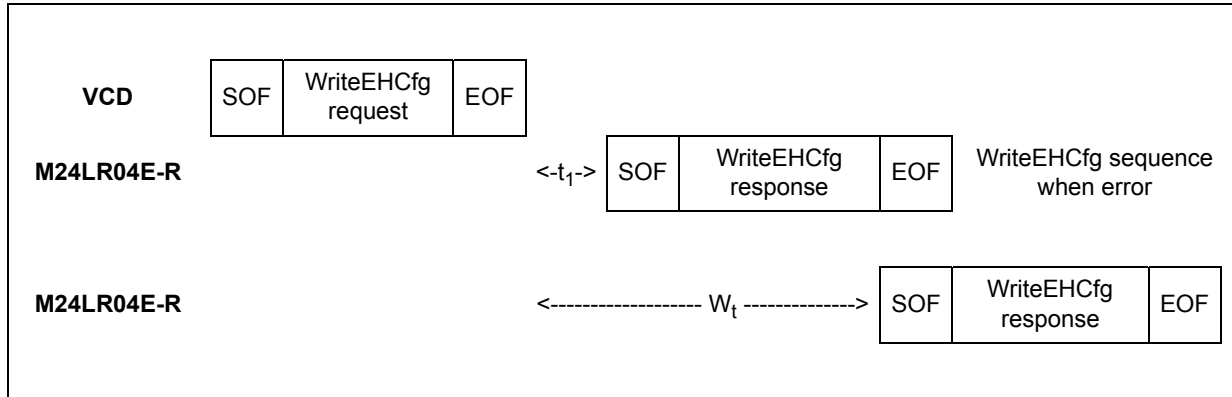 VCD SOF WriteEHCfg request EOF
M24LR04E-R <-t₁-> SOF WriteEHCfg response EOF WriteEHCfg sequence when error
M24LR04E-R <------------------- Wₜ --------------> SOF WriteEHCfg response EOF